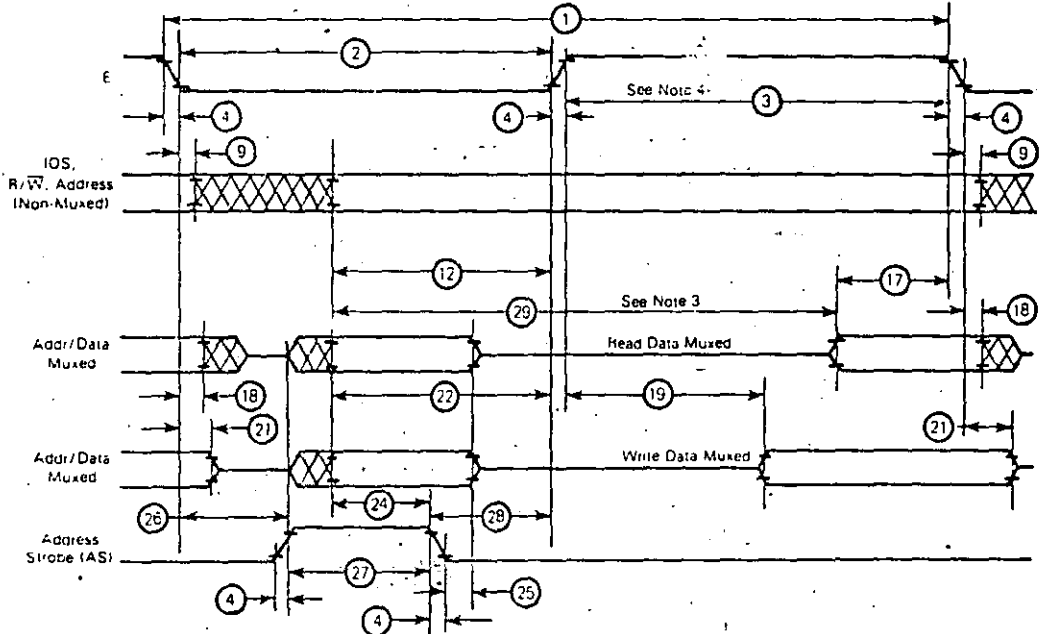 1
2
E
See Note 4
3
4
4
4
9
9
IOS,
R/W̅, Address
(Non-Muxed)
12
17
29
See Note 3
18
Addr/Data
Muxed
Read Data Muxed
18
22
19
21
21
Addr/Data
Muxed
Write Data Muxed
26
24
28
Address
Strobe (AS)
27
4
25
4